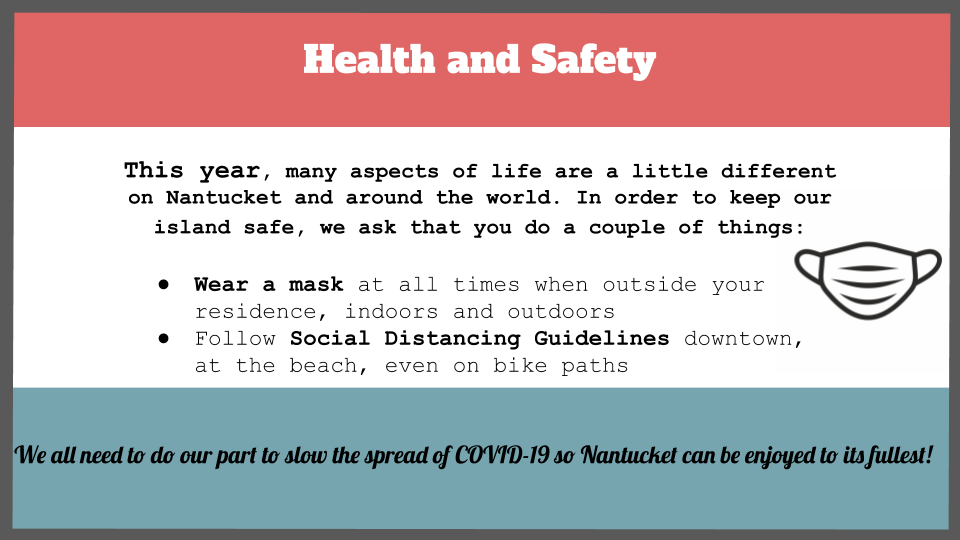 Health and Safety
This year, many aspects of life are a little different
on Nantucket and around the world. In order to keep our
island safe, we ask that you do a couple of things:
● Wear a mask at all times when outside your
residence, indoors and outdoors
● Follow Social Distancing Guidelines downtown,
at the beach, even on bike paths
We all need to do our part to slow the spread of COVID-19 so Nantucket can be enjoyed to its fullest!